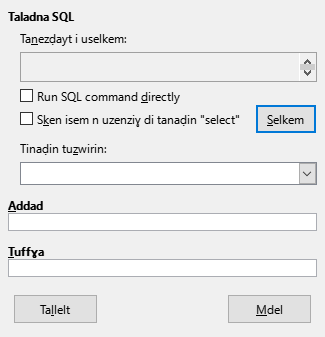 Taladna SQL
Tanezḍayt i uselkem:
Run SQL command directly
Sken isem n uzenziɣ di tanaḍin "select"
Selkem
Tinaḍin tuzwirin:
Addad
Tuffɣa
Tallelt
Mdel